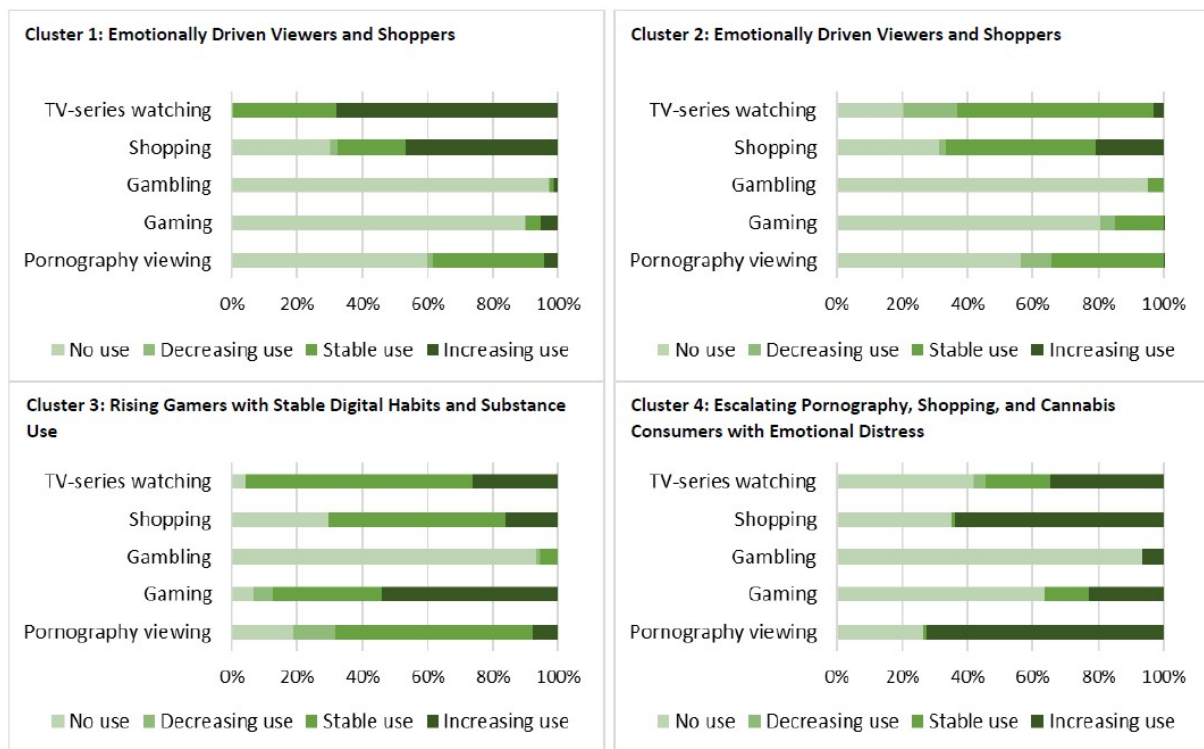 Cluster 1: Emotionally Driven Viewers and Shoppers
TV-series watching
Shopping
Gambling
Gaming
Pornography viewing
0% 20% 40% 60% 80% 100%
No use Decreasing use Stable use Increasing use
Cluster 2: Emotionally Driven Viewers and Shoppers
TV-series watching
Shopping
Gambling
Gaming
Pornography viewing
0% 20% 40% 60% 80% 100%
No use Decreasing use Stable use Increasing use
Cluster 3: Rising Gamers with Stable Digital Habits and Substance
Use
TV-series watching
Shopping
Gambling
Gaming
Pornography viewing
0% 20% 40% 60% 80% 100%
No use Decreasing use Stable use Increasing use
Cluster 4: Escalating Pornography, Shopping, and Cannabis
Consumers with Emotional Distress
TV-series watching
Shopping
Gambling
Gaming
Pornography viewing
0% 20% 40% 60% 80% 100%
No use Decreasing use Stable use Increasing use